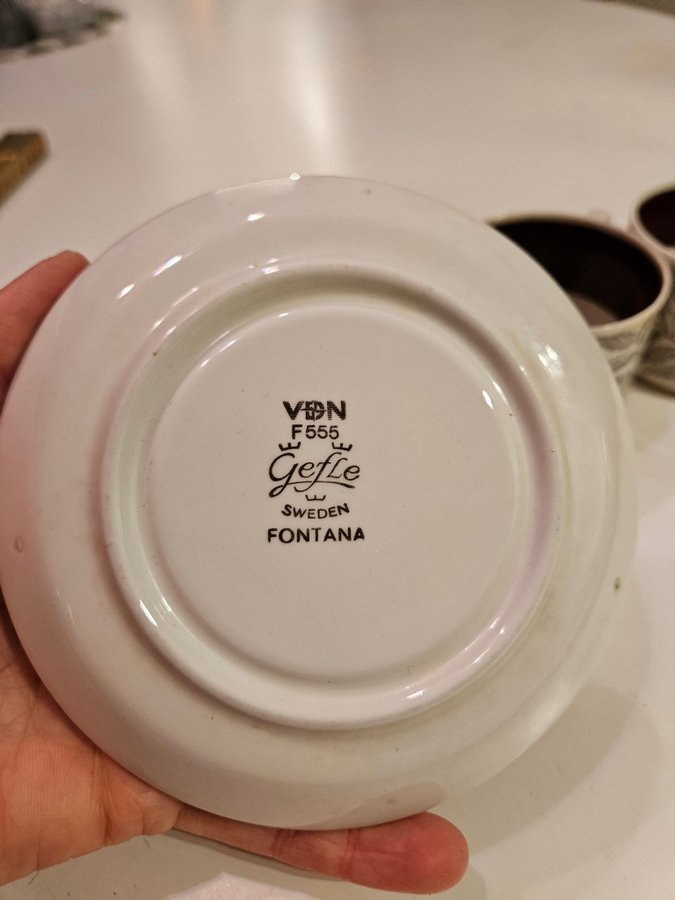 VDN
F555
Gefle
SWEDEN
FONTANA